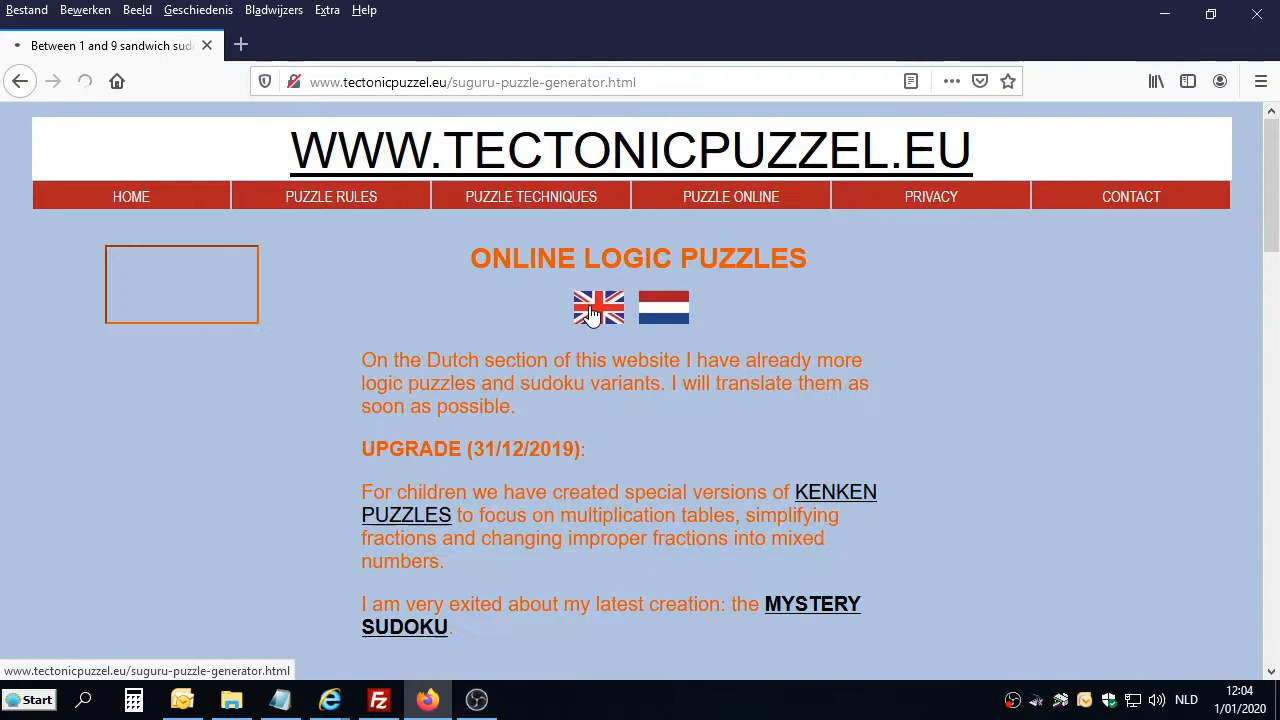 Bestand Bewerken Beeld Geschiedenis Bladwijzers Extra Help
Between 1 and 9 sandwich sud
www.tectonicpuzzel.eu/suguru-puzzle-generator.html
WWW.TECTONICPUZZEL.EU
HOME PUZZLE RULES PUZZLE TECHNIQUES PUZZLE ONLINE PRIVACY CONTACT
ONLINE LOGIC PUZZLES
On the Dutch section of this website I have already more
logic puzzles and sudoku variants. I will translate them as
soon as possible.
UPGRADE (31/12/2019):
For children we have created special versions of KENKEN
PUZZLES to focus on multiplication tables, simplifying
fractions and changing improper fractions into mixed
numbers.
I am very exited about my latest creation: the MYSTERY
SUDOKU.
www.tectonicpuzzel.eu/suguru-puzzle-generator.html
Start
NLD
12:04
1/01/2020